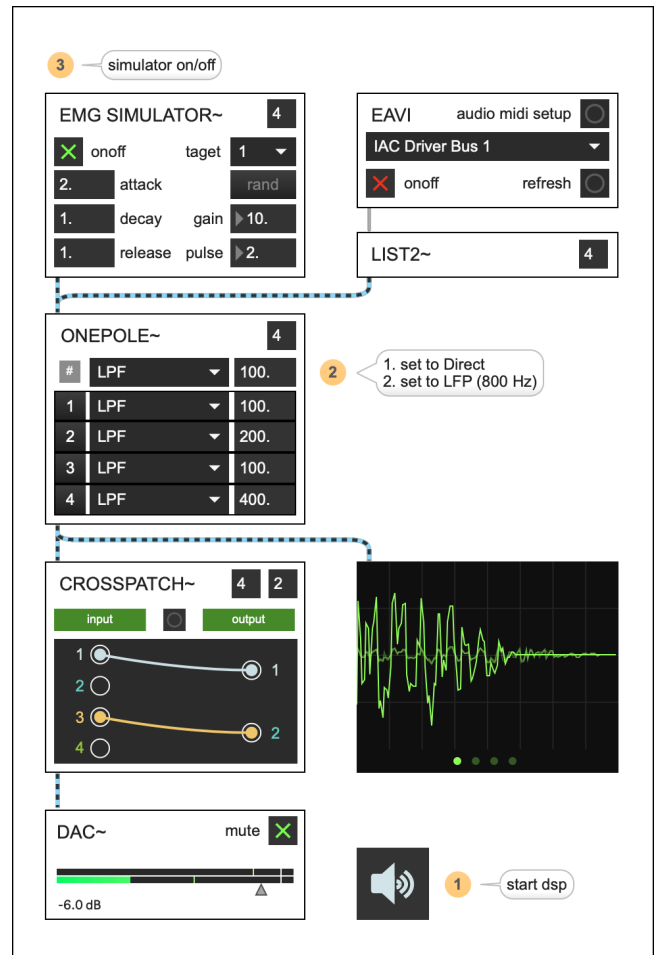 3 simulator on/off
EMG SIMULATOR~ 4
onoff taget 1
2. attack rand
1. decay gain 10.
1. release pulse 2.
EAVI audio midi setup
IAC Driver Bus 1
onoff refresh
LIST2~ 4
ONEPOLE~ 4
# LPF 100.
1 LPF 100.
2 LPF 200.
3 LPF 100.
4 LPF 400.
2 1. set to Direct
2. set to LFP (800 Hz)
CROSSPATCH~ 4 2
input output
1 1
2
3 2
4
DAC~ mute
-6.0 dB
1 start dsp